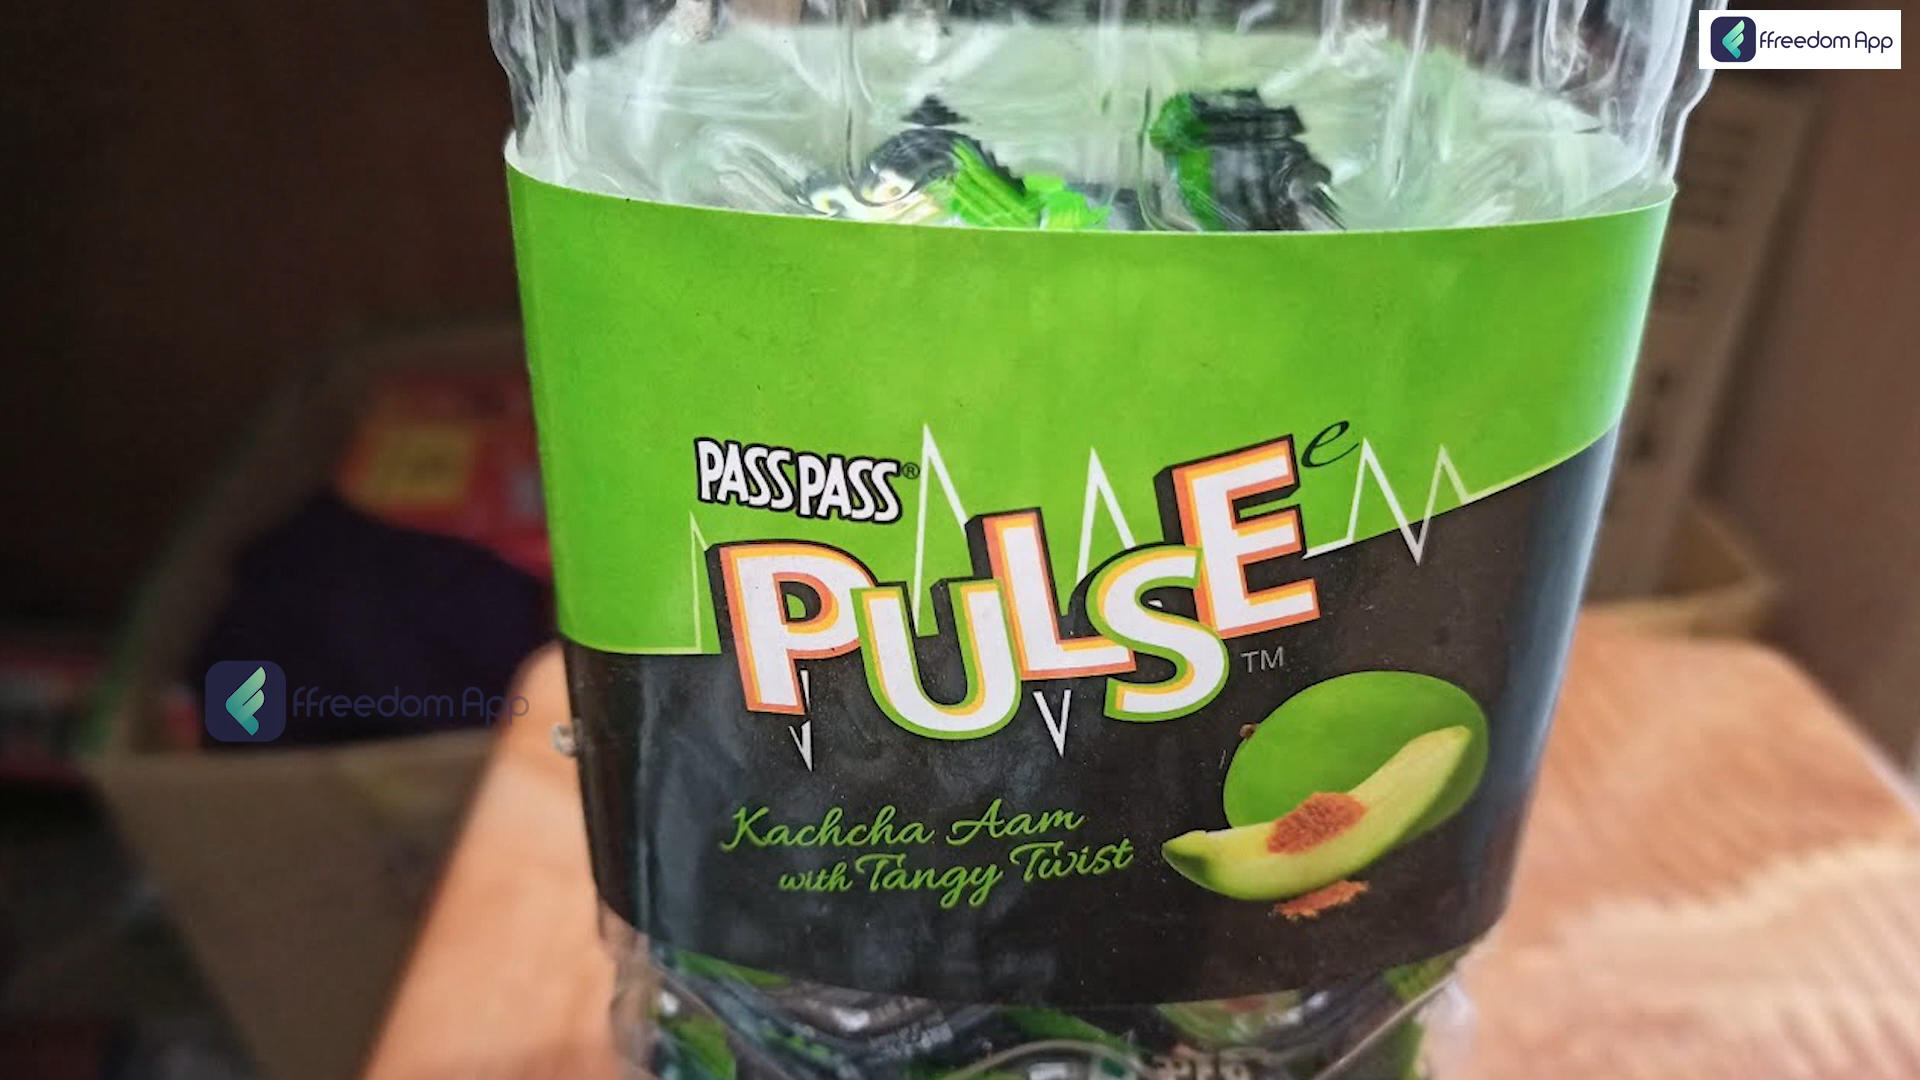 ffreedom App
PASS PASS®
PULSE
e
TM
Kachcha Aam
with Tangy Twist
ffreedom App